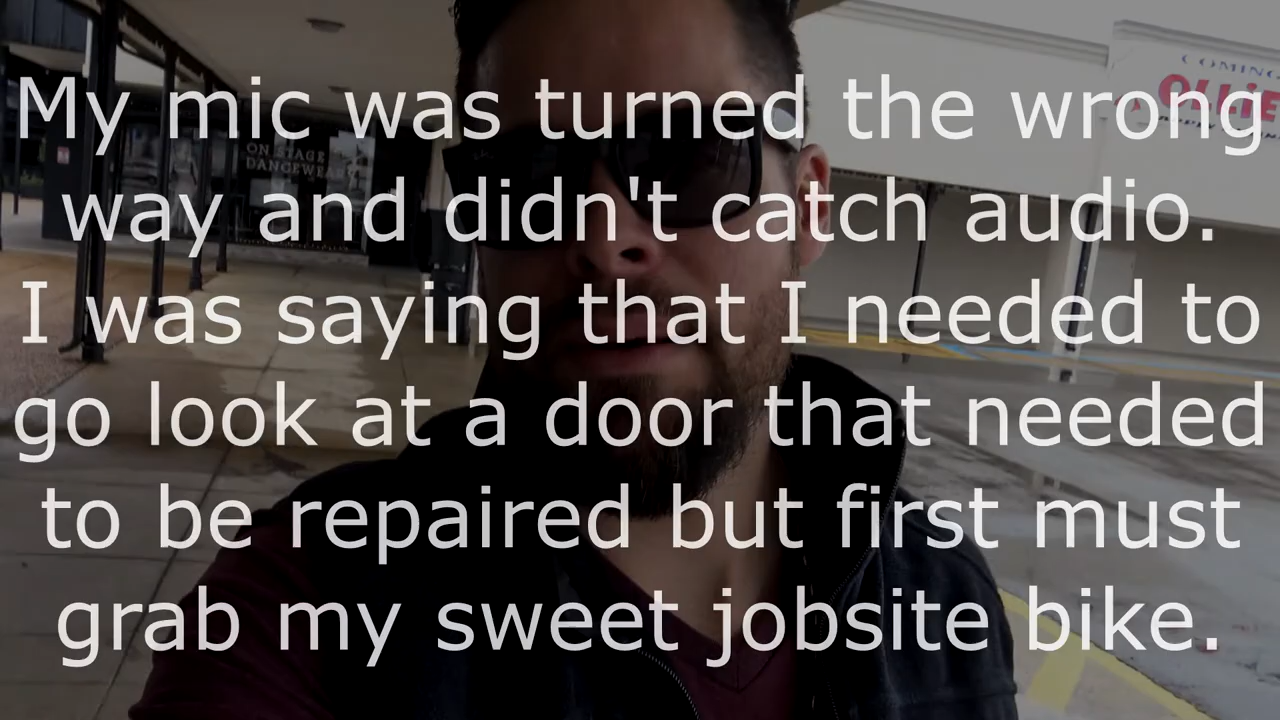 My mic was turned the wrong
way and didn't catch audio.
I was saying that I needed to
go look at a door that needed
to be repaired but first must
grab my sweet jobsite bike.
ON STAGE
DANCEWEAR
COMING
OLLIE